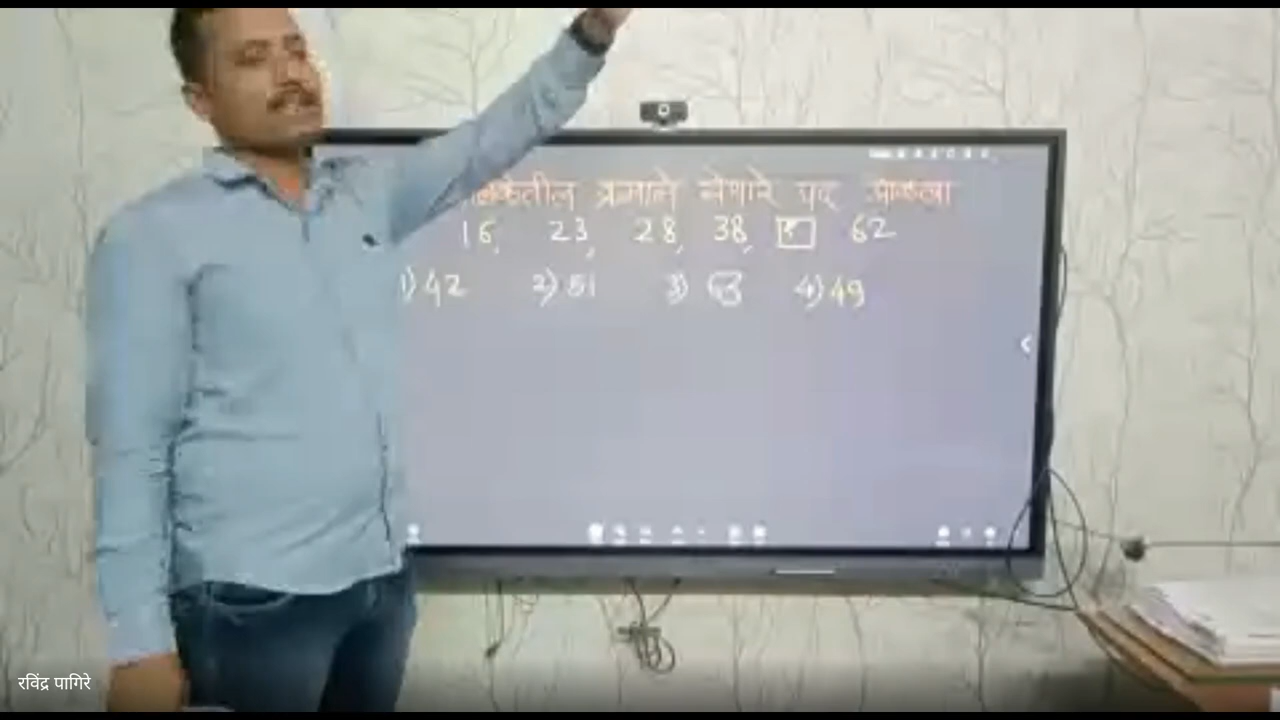 क्रमाने येणारे पद ओळखा
16, 23, 28, 38, ? 62
1) 42 2) 51 3) 4) 49
रविंद्र पागिरे